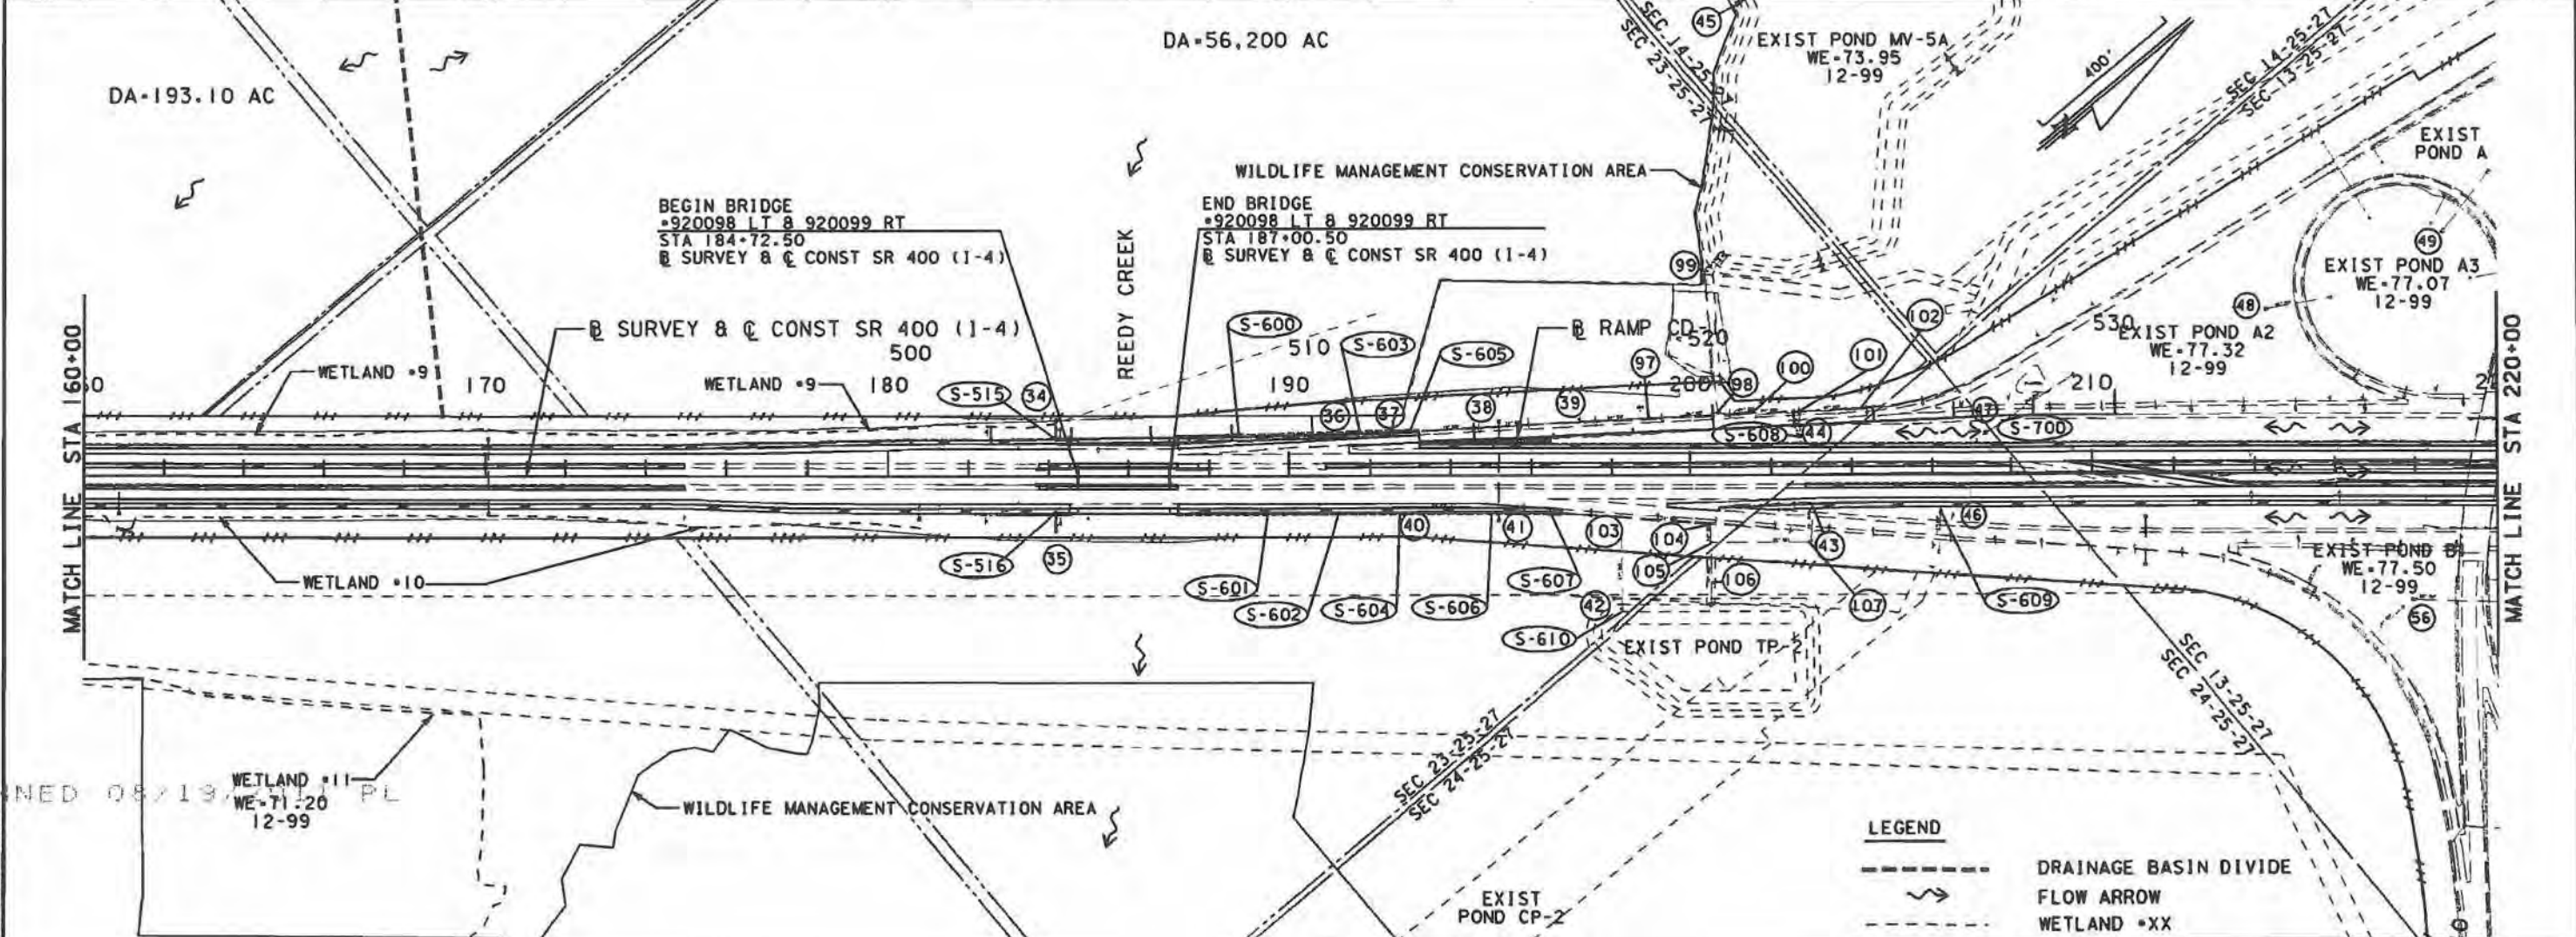 DA=193.10 AC
DA=56,200 AC
SEC 14-25-27
SEC 23-25-27
45
EXIST POND MV-5A
WE=73.95
12-99
400'
SEC 14-25-27
SEC 13-25-27
EXIST
POND A
WILDLIFE MANAGEMENT CONSERVATION AREA
BEGIN BRIDGE
•920098 LT & 920099 RT
STA 184+72.50
℄ SURVEY & ℄ CONST SR 400 (I-4)
REEDY CREEK
END BRIDGE
•920098 LT & 920099 RT
STA 187+00.50
℄ SURVEY & ℄ CONST SR 400 (I-4)
99
49
EXIST POND A3
WE=77.07
12-99
48
MATCH LINE STA 160+00
℄ SURVEY & ℄ CONST SR 400 (I-4)
500
S-600
510
S-603
S-605
℄ RAMP CD
520
102
530
EXIST POND A2
WE=77.32
12-99
MATCH LINE STA 220+00
WETLAND •9
170
WETLAND •9
180
S-515
34
190
36
37
38
39
97
200
98
100
101
S-608
44
47
S-700
210
WETLAND •10
S-516
35
S-601
S-602
S-604
40
S-606
41
S-607
103
104
105
106
42
S-610
43
107
46
S-609
EXIST POND B1
WE=77.50
12-99
56
EXIST POND TP-2
SEC 13-25-27
SEC 24-25-27
SEC 23-25-27
SEC 24-25-27
WETLAND •11
WE=71.20
12-99
NED 08/19/ PL
WILDLIFE MANAGEMENT CONSERVATION AREA
EXIST
POND CP-2
LEGEND
DRAINAGE BASIN DIVIDE
FLOW ARROW
WETLAND •XX